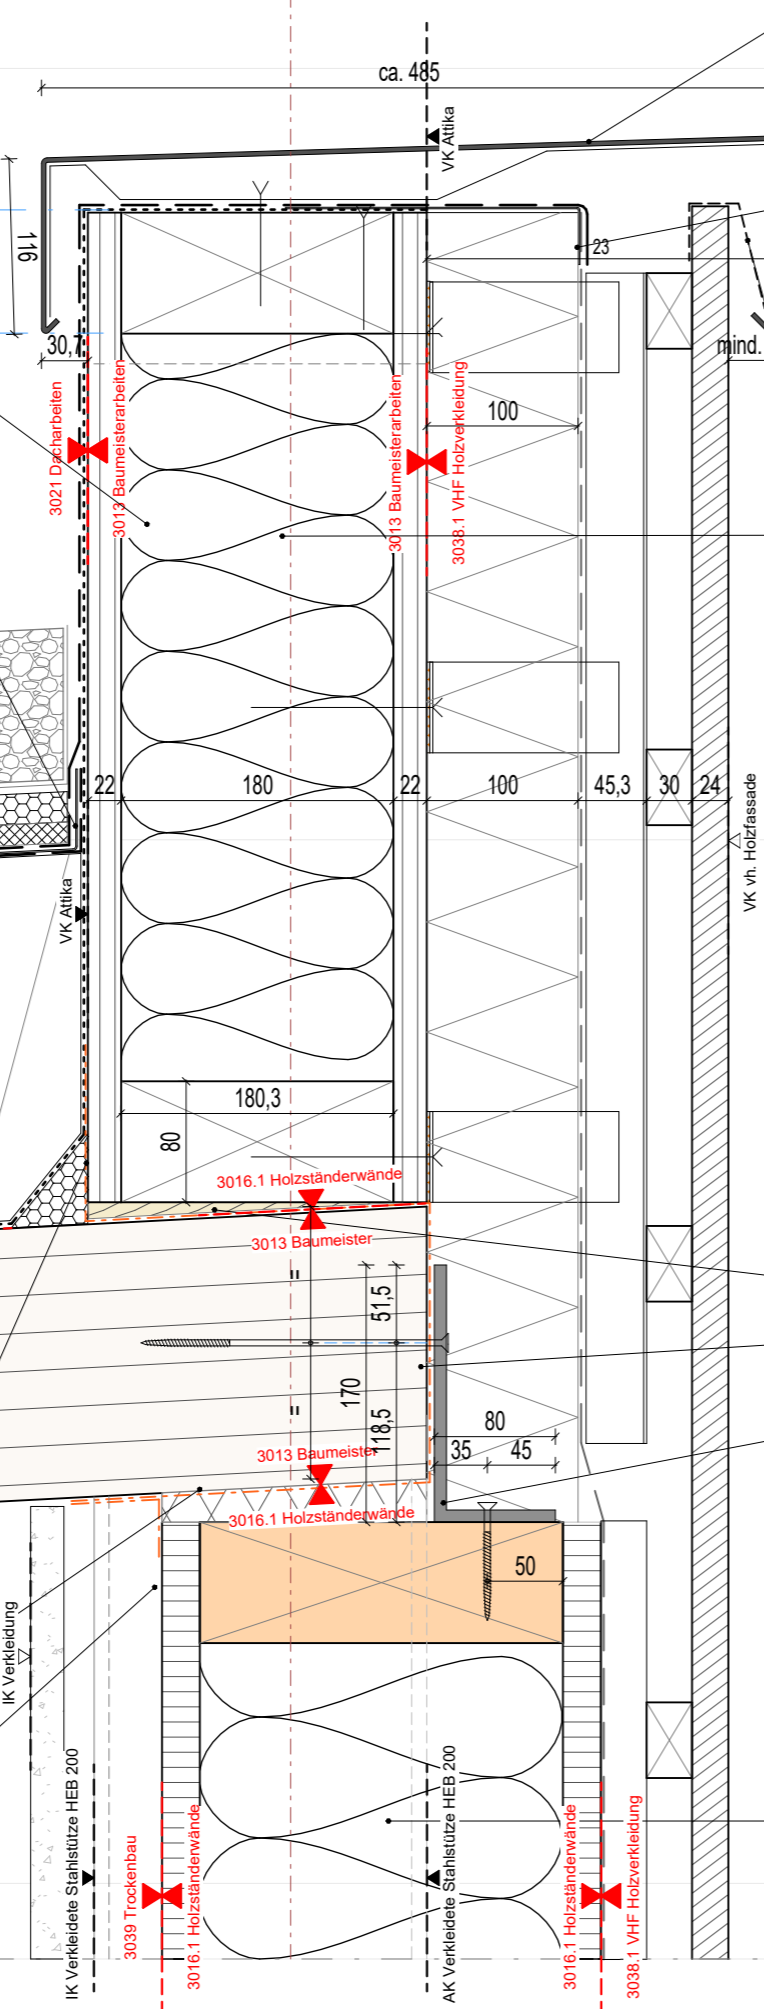 ca. 485
VK Attika
116
23
30,7
mind.
3021 Dacharbeiten
3013 Baumeisterarbeiten
3013 Baumeisterarbeiten
3038.1 VHF Holzverkleidung
100
22
180
22
100
45,3
30
24
VK vh. Holzfassade
VK Attika
180,3
80
3016.1 Holzständerwände
3013 Baumeister
=
51,5
170
118,5
=
80
35
45
3013 Baumeister
3016.1 Holzständerwände
50
IK Verkleidung
IK Verkleidete Stahlstütze HEB 200
3039 Trockenbau
3016.1 Holzständerwände
AK Verkleidete Stahlstütze HEB 200
3016.1 Holzständerwände
3038.1 VHF Holzverkleidung